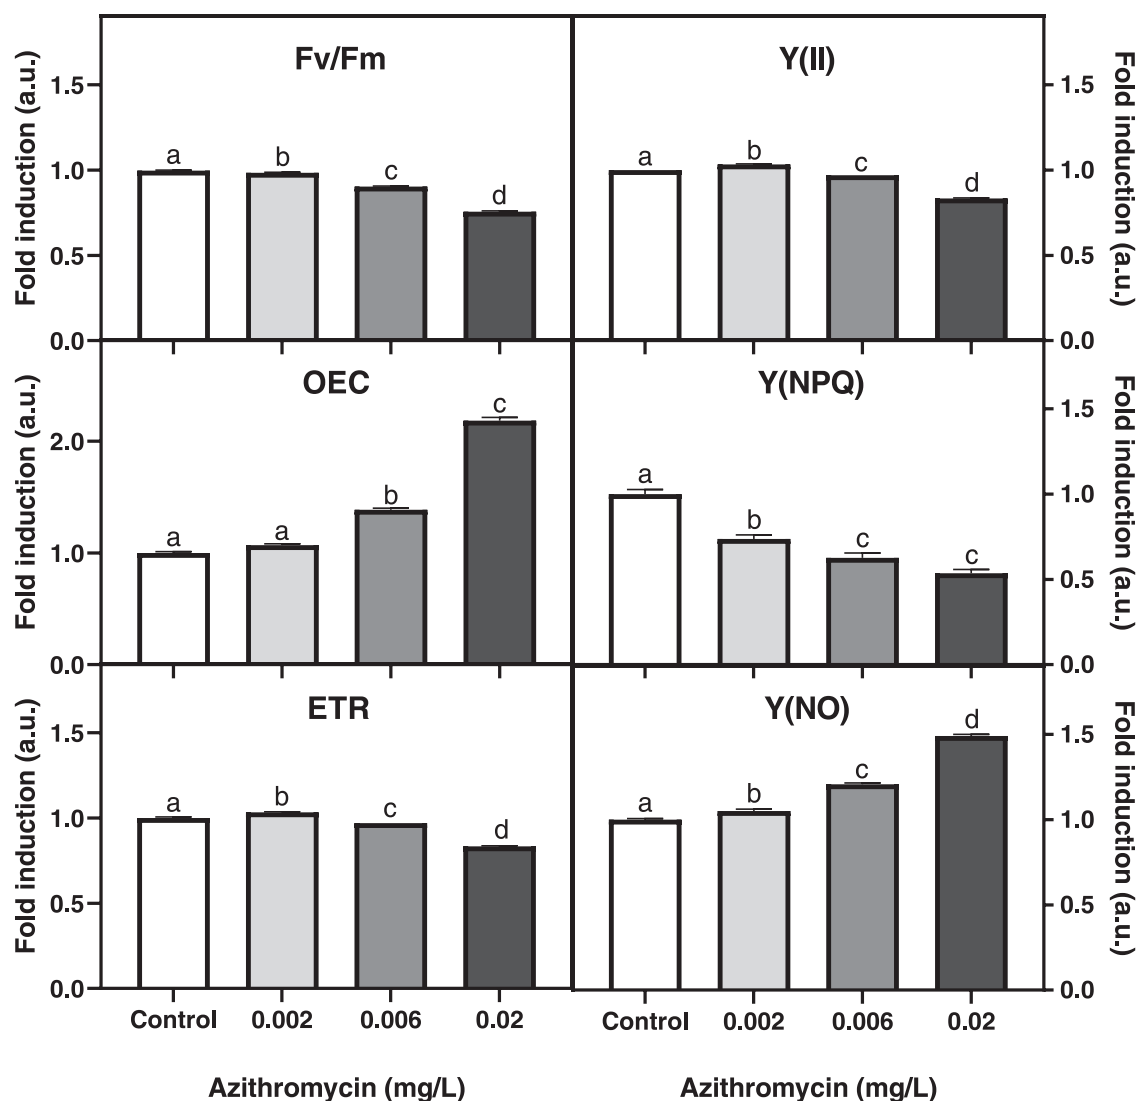 Fv/Fm
Fold induction (a.u.)
1.5
1.0
0.5
0.0
a
b
c
d
Y(II)
Fold induction (a.u.)
1.5
1.0
0.5
0.0
a
b
c
d
OEC
Fold induction (a.u.)
2.0
1.0
0.0
a
a
b
c
Y(NPQ)
Fold induction (a.u.)
1.5
1.0
0.5
0.0
a
b
c
c
ETR
Fold induction (a.u.)
1.5
1.0
0.5
0.0
a
b
c
d
Y(NO)
Fold induction (a.u.)
1.5
1.0
0.5
0.0
a
b
c
d
Control 0.002 0.006 0.02
Control 0.002 0.006 0.02
Azithromycin (mg/L)
Azithromycin (mg/L)